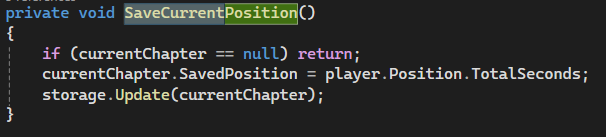 private void SaveCurrentPosition()
{
    if (currentChapter == null) return;
    currentChapter.SavedPosition = player.Position.TotalSeconds;
    storage.Update(currentChapter);
}